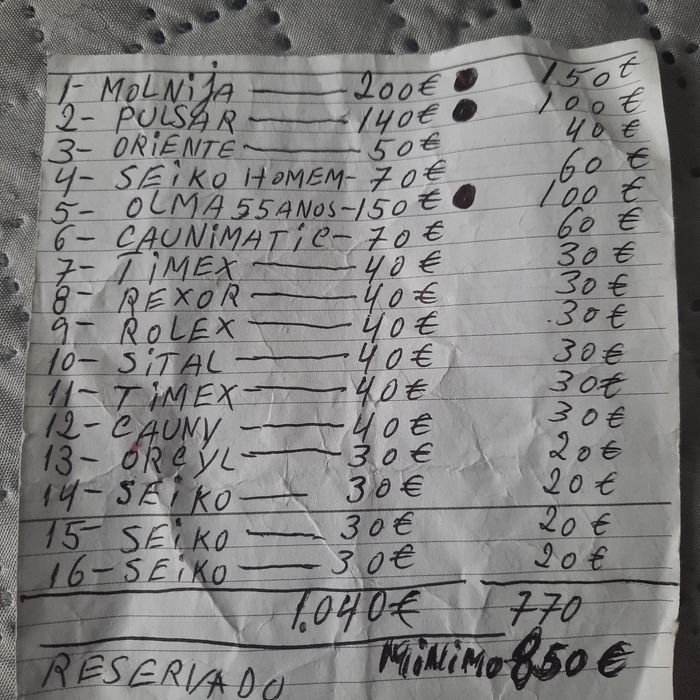 1- MOLNiJA 200€ 150€
2- PULSAR 140€ 100€
3- ORiENTE 50€ 40€
4- SEiKO HOMEM- 70€ 60€
5- OLMA 55ANOS-150€ 100€
6- CAUNiMATiC- 70€ 60€
7- TiMEX 40€ 30€
8- REXOR 40€ 30€
9- ROLEX 40€ 30€
10- SiTAL 40€ 30€
11- TiMEX 40€ 30€
12- CAUNY 40€ 30€
13- ORCYL 30€ 20€
14- SEiKO 30€ 20€
15- SEiKO 30€ 20€
16- SEiKO 30€ 20€
1.040€ 770
MiNiMO 850€
RESERVADO